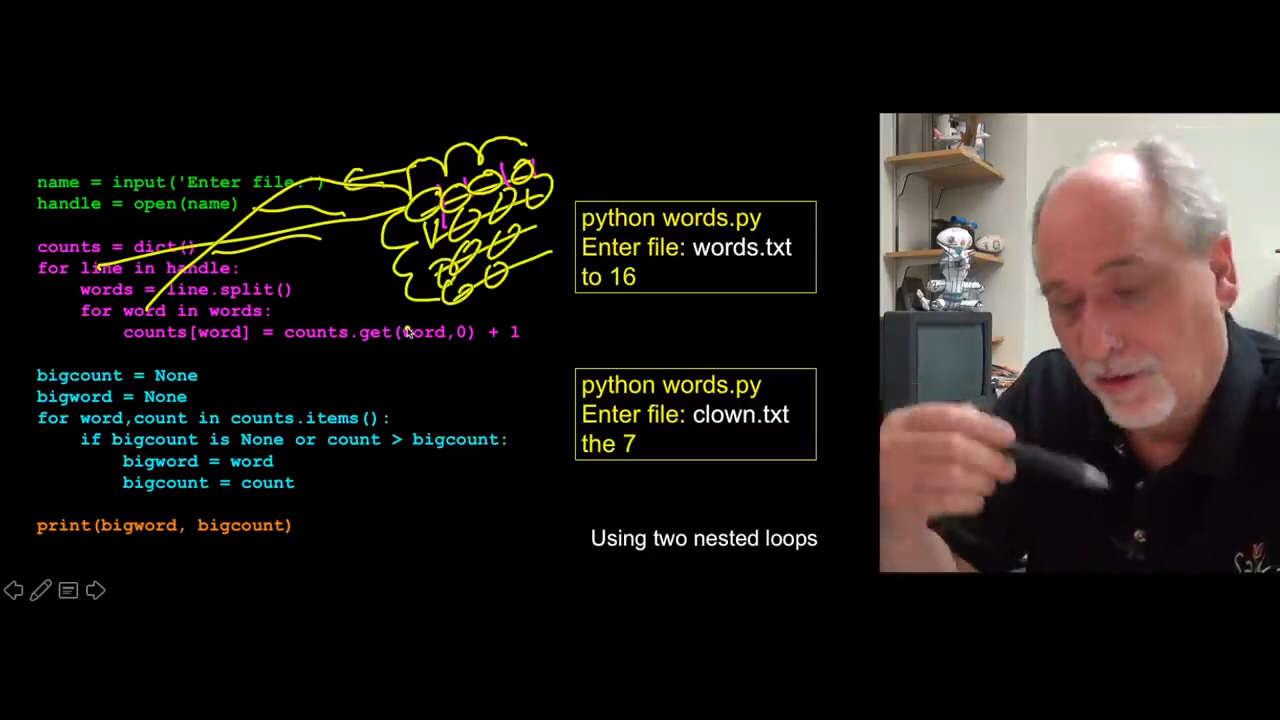 name = input('Enter file:')
handle = open(name)
counts = dict()
for line in handle:
words = line.split()
for word in words:
counts[word] = counts.get(word,0) + 1
bigcount = None
bigword = None
for word,count in counts.items():
if bigcount is None or count > bigcount:
bigword = word
bigcount = count
print(bigword, bigcount)
python words.py
Enter file: words.txt
to 16
python words.py
Enter file: clown.txt
the 7
Using two nested loops